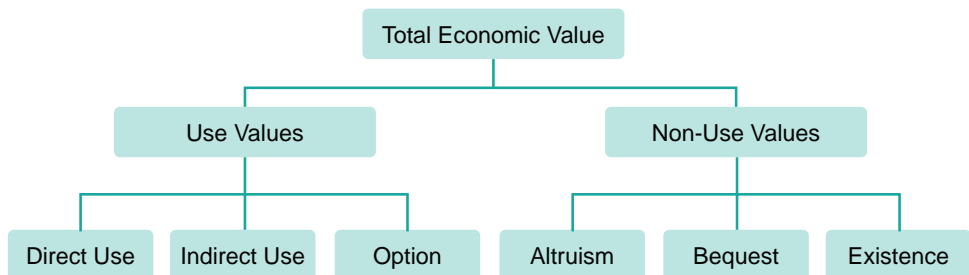 Total Economic Value
Use Values
Non-Use Values
Direct Use
Indirect Use
Option
Altruism
Bequest
Existence